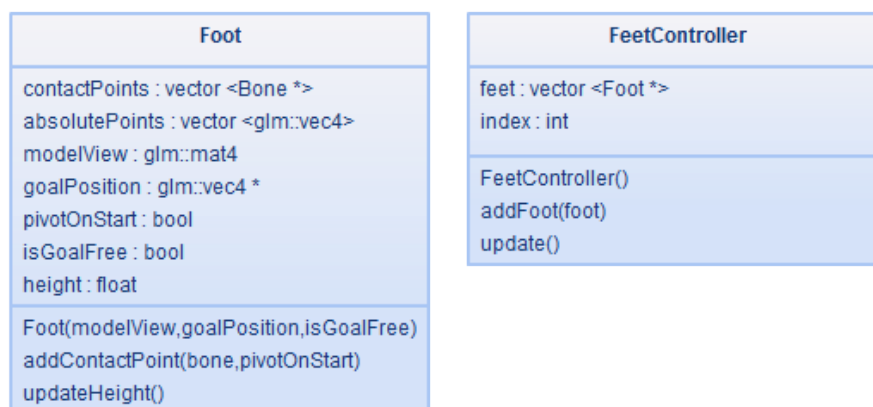 Foot
contactPoints : vector <Bone *>
absolutePoints : vector <glm::vec4>
modelView : glm::mat4
goalPosition : glm::vec4 *
pivotOnStart : bool
isGoalFree : bool
height : float
Foot(modelView,goalPosition,isGoalFree)
addContactPoint(bone,pivotOnStart)
updateHeight()
FeetController
feet : vector <Foot *>
index : int
FeetController()
addFoot(foot)
update()